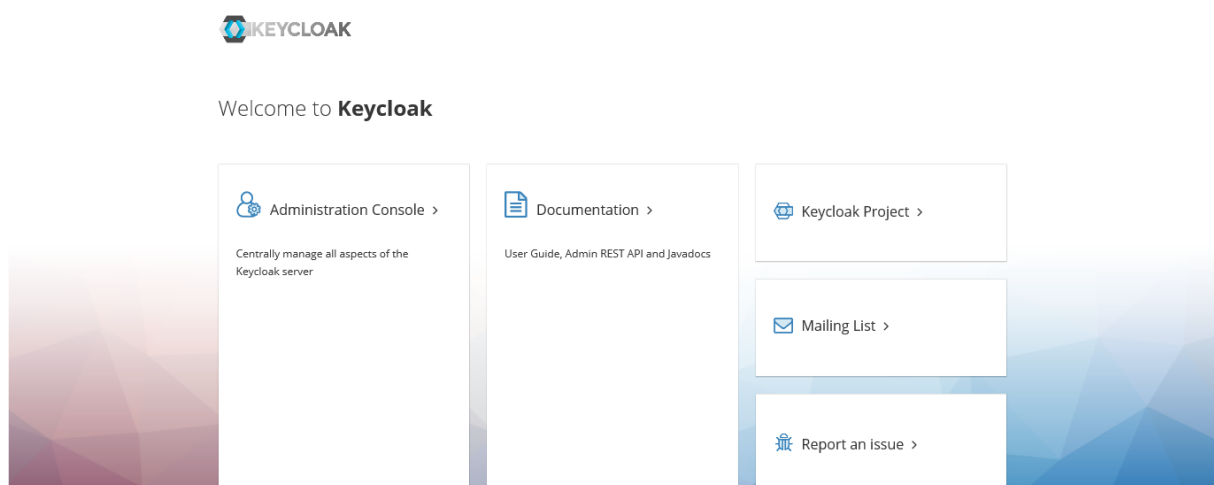 KEYCLOAK
Welcome to Keycloak
Administration Console
Centrally manage all aspects of the
Keycloak server
Documentation
User Guide, Admin REST API and Javadocs
Keycloak Project
Mailing List
Report an issue